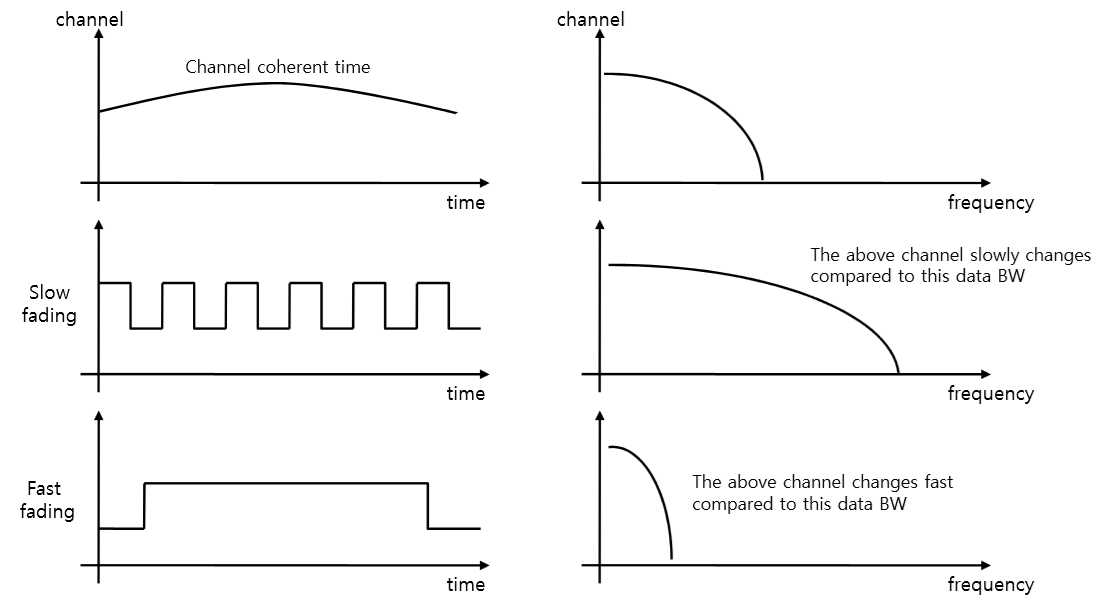 channel
Channel coherent time
time
channel
frequency
Slow
fading
time
The above channel slowly changes
compared to this data BW
frequency
Fast
fading
time
The above channel changes fast
compared to this data BW
frequency